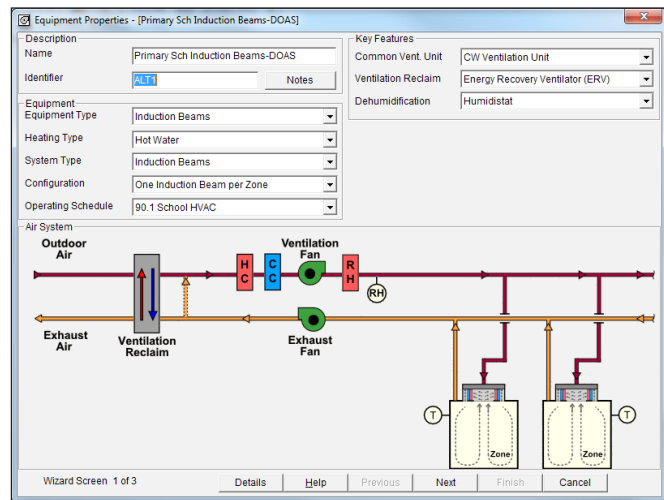 Equipment Properties - [Primary Sch Induction Beams-DOAS]
Description
Name
Primary Sch Induction Beams-DOAS
Identifier
ALT1
Notes
Key Features
Common Vent. Unit
CW Ventilation Unit
Ventilation Reclaim
Energy Recovery Ventilator (ERV)
Dehumidification
Humidistat
Equipment
Equipment Type
Induction Beams
Heating Type
Hot Water
System Type
Induction Beams
Configuration
One Induction Beam per Zone
Operating Schedule
90.1 School HVAC
Air System
Outdoor
Air
Ventilation
Fan
H
C
C
C
R
H
RH
Exhaust
Air
Ventilation
Reclaim
Exhaust
Fan
T
T
Zone
Zone
Wizard Screen 1 of 3
Details
Help
Previous
Next
Finish
Cancel